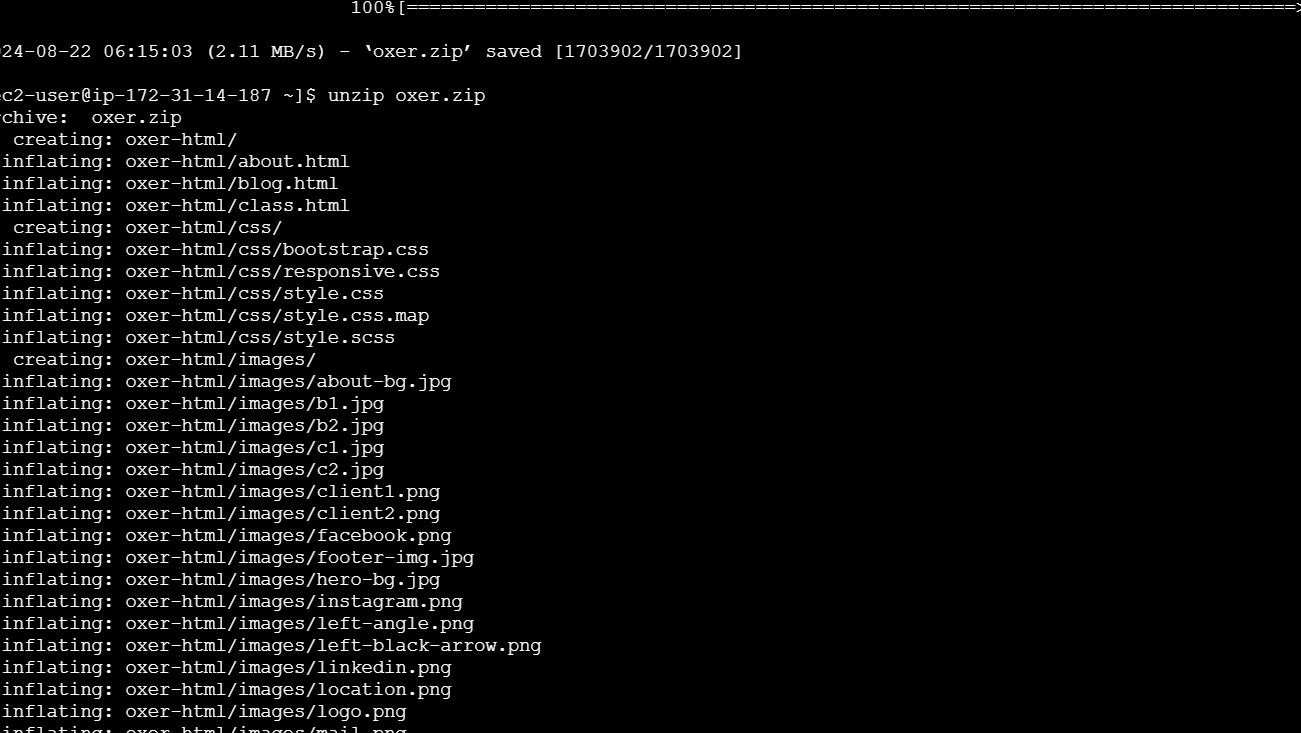 100%[===============================================================================>
24-08-22 06:15:03 (2.11 MB/s) - ‘oxer.zip’ saved [1703902/1703902]
c2-user@ip-172-31-14-187 ~]$ unzip oxer.zip
chive:  oxer.zip
creating: oxer-html/
inflating: oxer-html/about.html
inflating: oxer-html/blog.html
inflating: oxer-html/class.html
creating: oxer-html/css/
inflating: oxer-html/css/bootstrap.css
inflating: oxer-html/css/responsive.css
inflating: oxer-html/css/style.css
inflating: oxer-html/css/style.css.map
inflating: oxer-html/css/style.scss
creating: oxer-html/images/
inflating: oxer-html/images/about-bg.jpg
inflating: oxer-html/images/b1.jpg
inflating: oxer-html/images/b2.jpg
inflating: oxer-html/images/c1.jpg
inflating: oxer-html/images/c2.jpg
inflating: oxer-html/images/client1.png
inflating: oxer-html/images/client2.png
inflating: oxer-html/images/facebook.png
inflating: oxer-html/images/footer-img.jpg
inflating: oxer-html/images/hero-bg.jpg
inflating: oxer-html/images/instagram.png
inflating: oxer-html/images/left-angle.png
inflating: oxer-html/images/left-black-arrow.png
inflating: oxer-html/images/linkedin.png
inflating: oxer-html/images/location.png
inflating: oxer-html/images/logo.png
inflating: oxer-html/images/mail.png